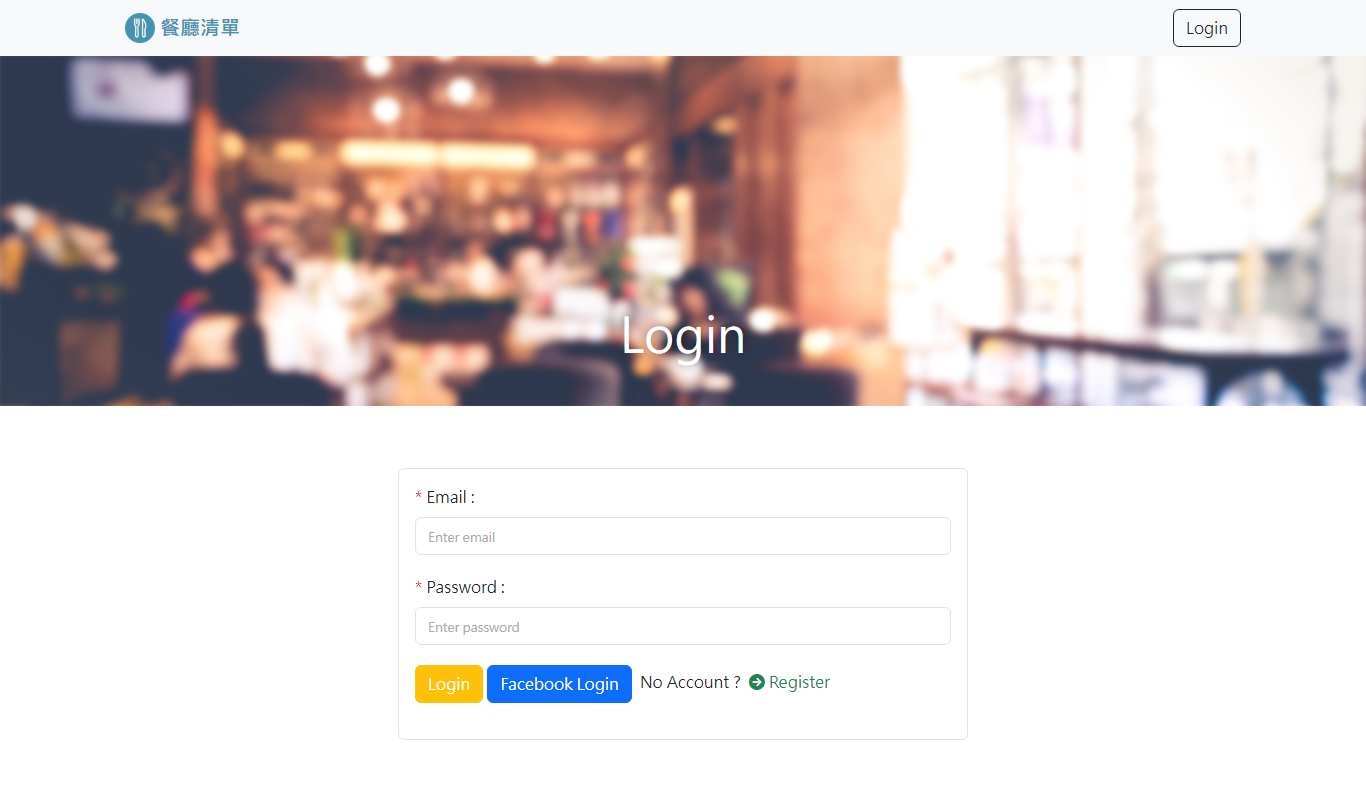 餐廳清單
Login
Login
* Email :
Enter email
* Password :
Enter password
Login Facebook Login No Account ? Register